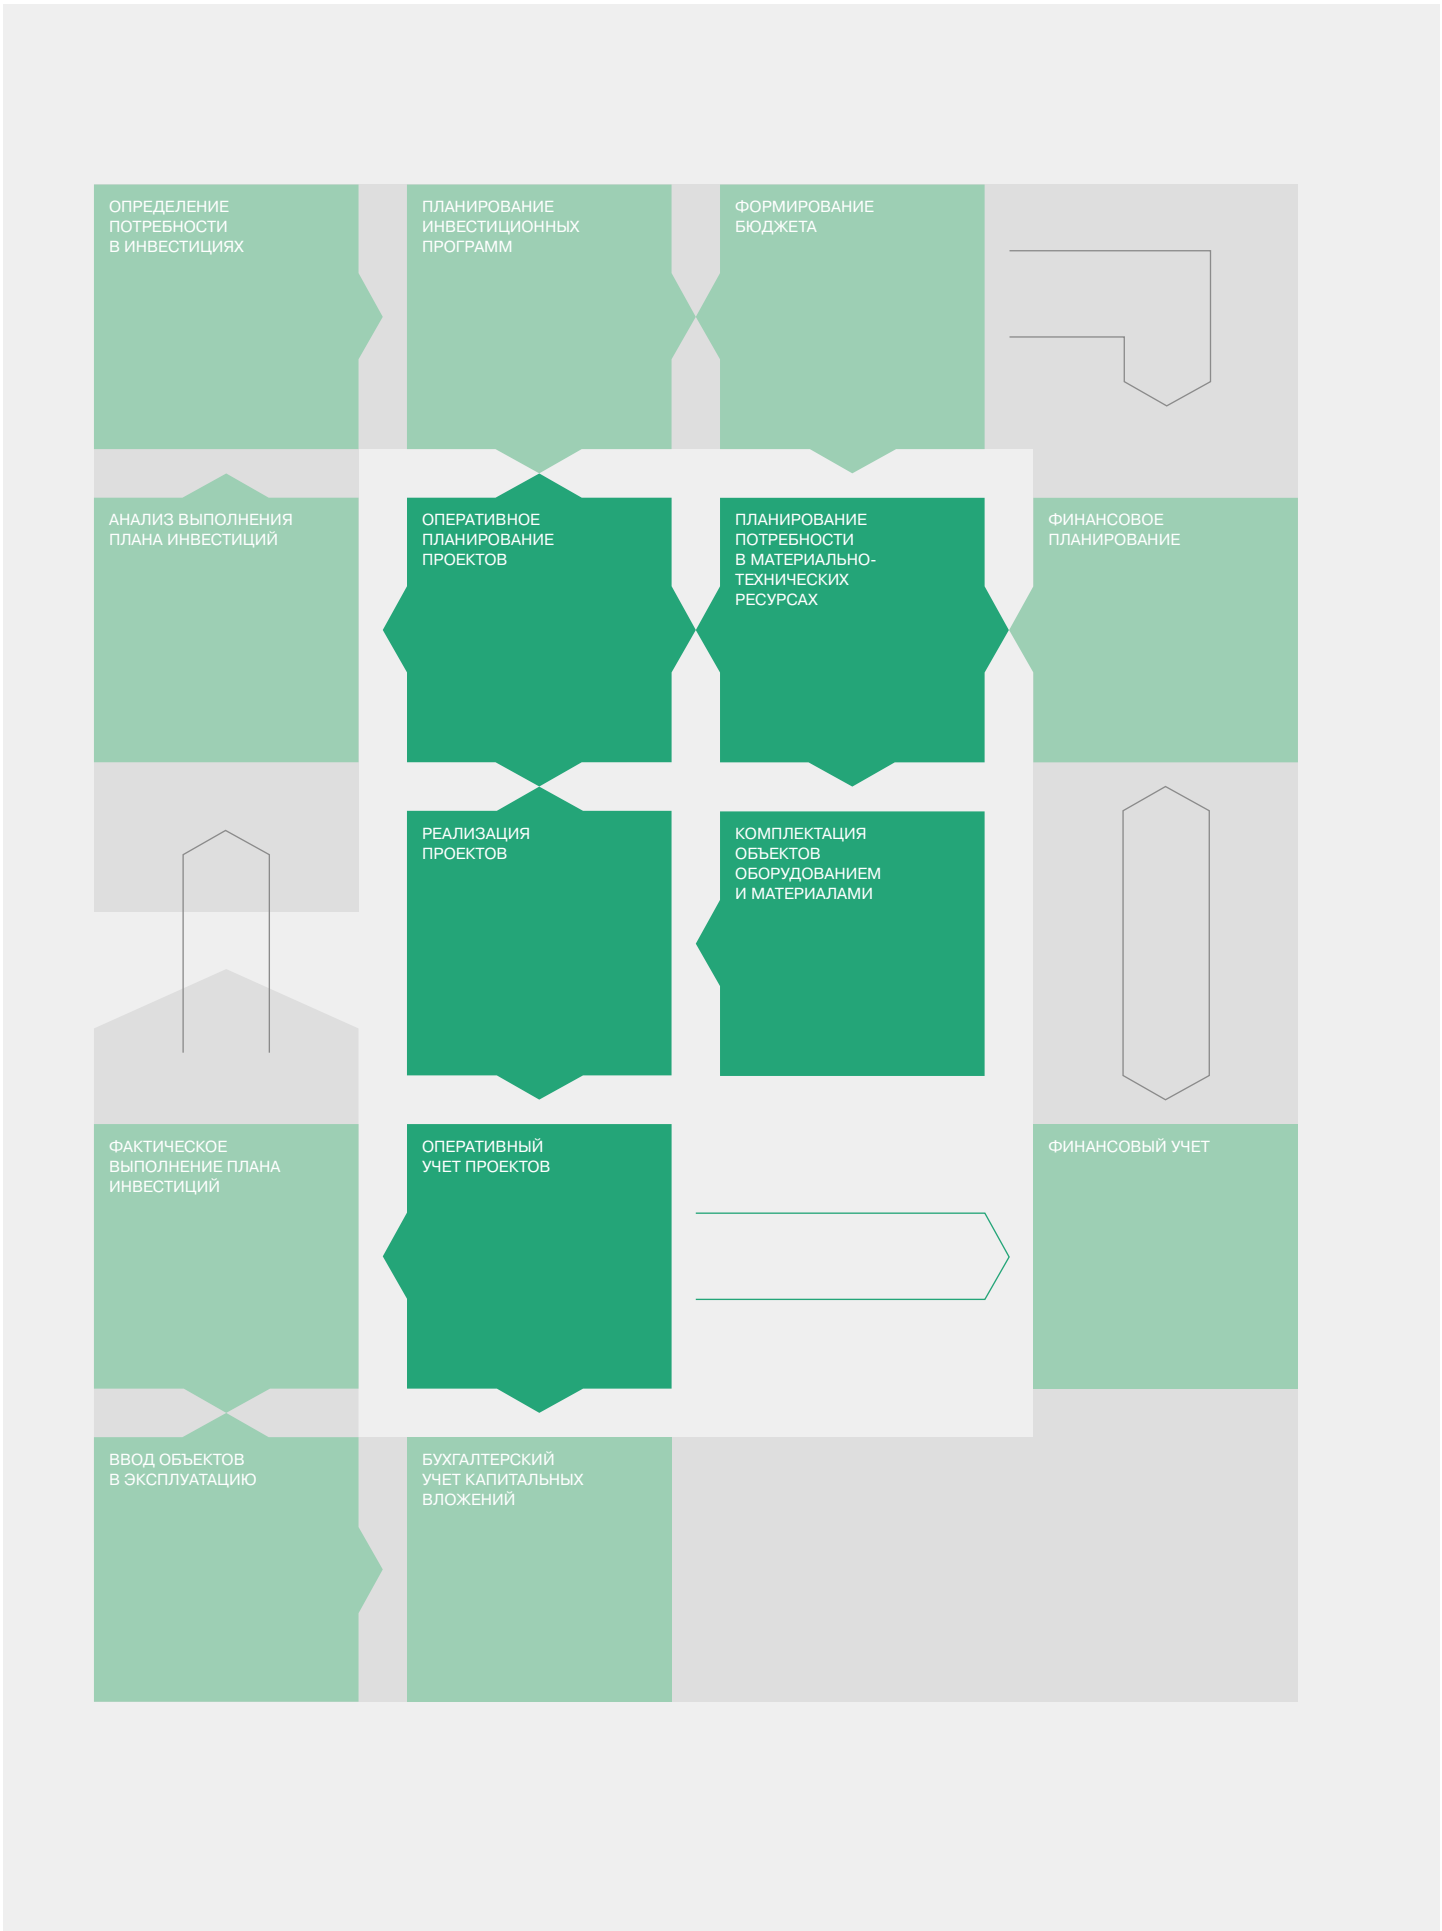 ОПРЕДЕЛЕНИЕ
ПОТРЕБНОСТИ
В ИНВЕСТИЦИЯХ
ПЛАНИРОВАНИЕ
ИНВЕСТИЦИОННЫХ
ПРОГРАММ
ФОРМИРОВАНИЕ
БЮДЖЕТА
АНАЛИЗ ВЫПОЛНЕНИЯ
ПЛАНА ИНВЕСТИЦИЙ
ОПЕРАТИВНОЕ
ПЛАНИРОВАНИЕ
ПРОЕКТОВ
ПЛАНИРОВАНИЕ
ПОТРЕБНОСТИ
В МАТЕРИАЛЬНО-
ТЕХНИЧЕСКИХ
РЕСУРСАХ
ФИНАНСОВОЕ
ПЛАНИРОВАНИЕ
РЕАЛИЗАЦИЯ
ПРОЕКТОВ
КОМПЛЕКТАЦИЯ
ОБЪЕКТОВ
ОБОРУДОВАНИЕМ
И МАТЕРИАЛАМИ
ФАКТИЧЕСКОЕ
ВЫПОЛНЕНИЕ ПЛАНА
ИНВЕСТИЦИЙ
ОПЕРАТИВНЫЙ
УЧЕТ ПРОЕКТОВ
ФИНАНСОВЫЙ УЧЕТ
ВВОД ОБЪЕКТОВ
В ЭКСПЛУАТАЦИЮ
БУХГАЛТЕРСКИЙ
УЧЕТ КАПИТАЛЬНЫХ
ВЛОЖЕНИЙ